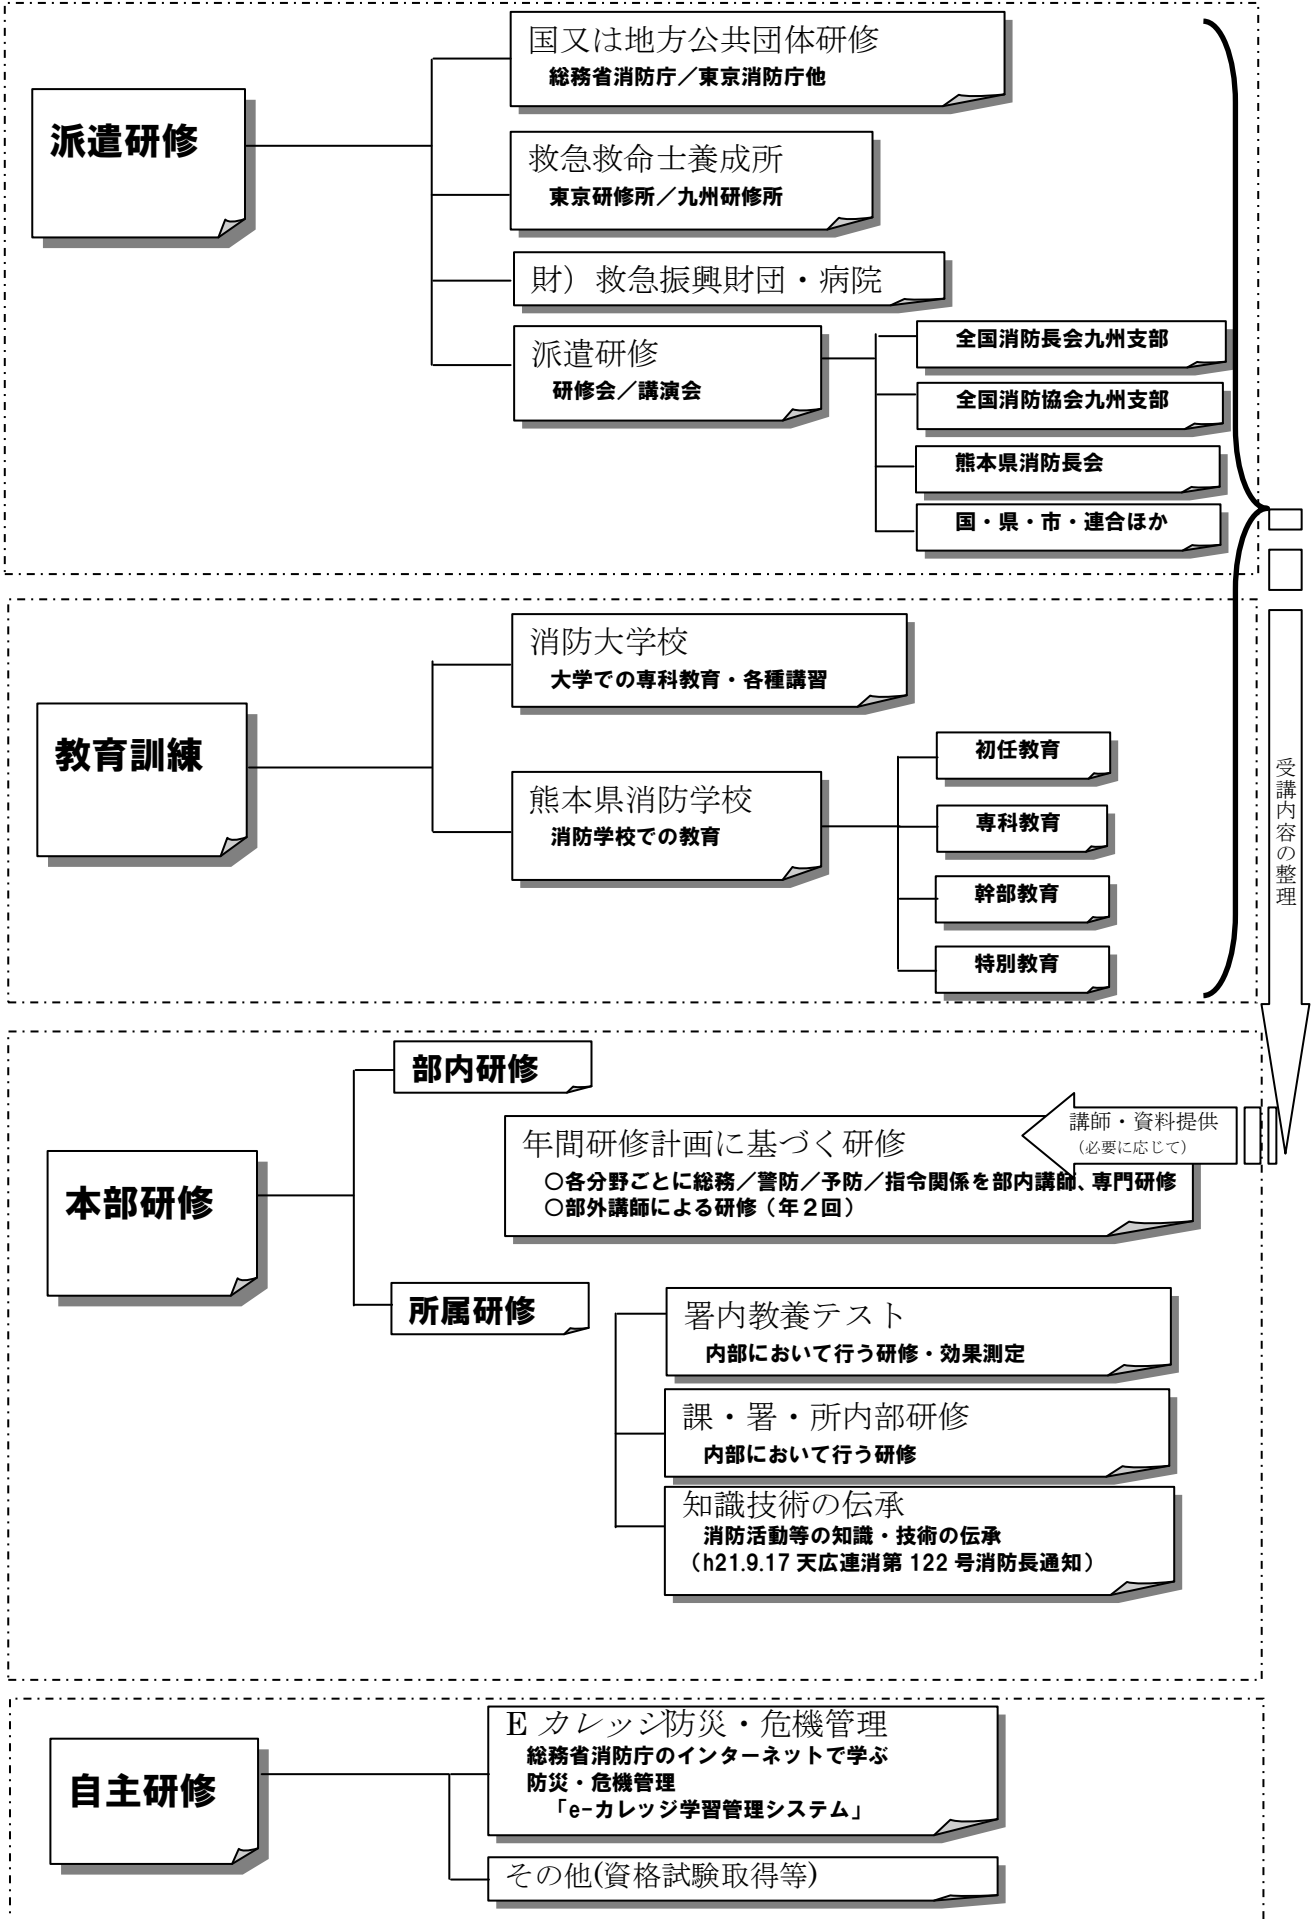 派遣研修
国又は地方公共団体研修
総務省消防庁／東京消防庁他
救急救命士養成所
東京研修所／九州研修所
財）救急振興財団・病院
派遣研修
研修会／講演会
全国消防長会九州支部
全国消防協会九州支部
熊本県消防長会
国・県・市・連合ほか
教育訓練
消防大学校
大学での専科教育・各種講習
熊本県消防学校
消防学校での教育
初任教育
専科教育
幹部教育
特別教育
受講内容の整理
本部研修
部内研修
年間研修計画に基づく研修
○各分野ごとに総務／警防／予防／指令関係を部内講師、専門研修
○部外講師による研修（年２回）
講師・資料提供
（必要に応じて）
所属研修
署内教養テスト
内部において行う研修・効果測定
課・署・所内部研修
内部において行う研修
知識技術の伝承
消防活動等の知識・技術の伝承
（h21.9.17 天広連消第 122 号消防長通知）
自主研修
E カレッジ防災・危機管理
総務省消防庁のインターネットで学ぶ
防災・危機管理
「e-カレッジ学習管理システム」
その他(資格試験取得等)